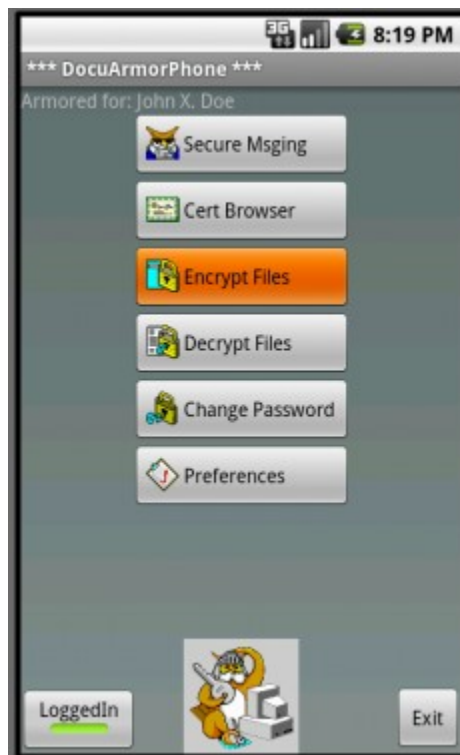 3G 8:19 PM
*** DocuArmorPhone ***
Armored for: John X. Doe
Secure Msging
Cert Browser
Encrypt Files
Decrypt Files
Change Password
Preferences
LoggedIn
Exit